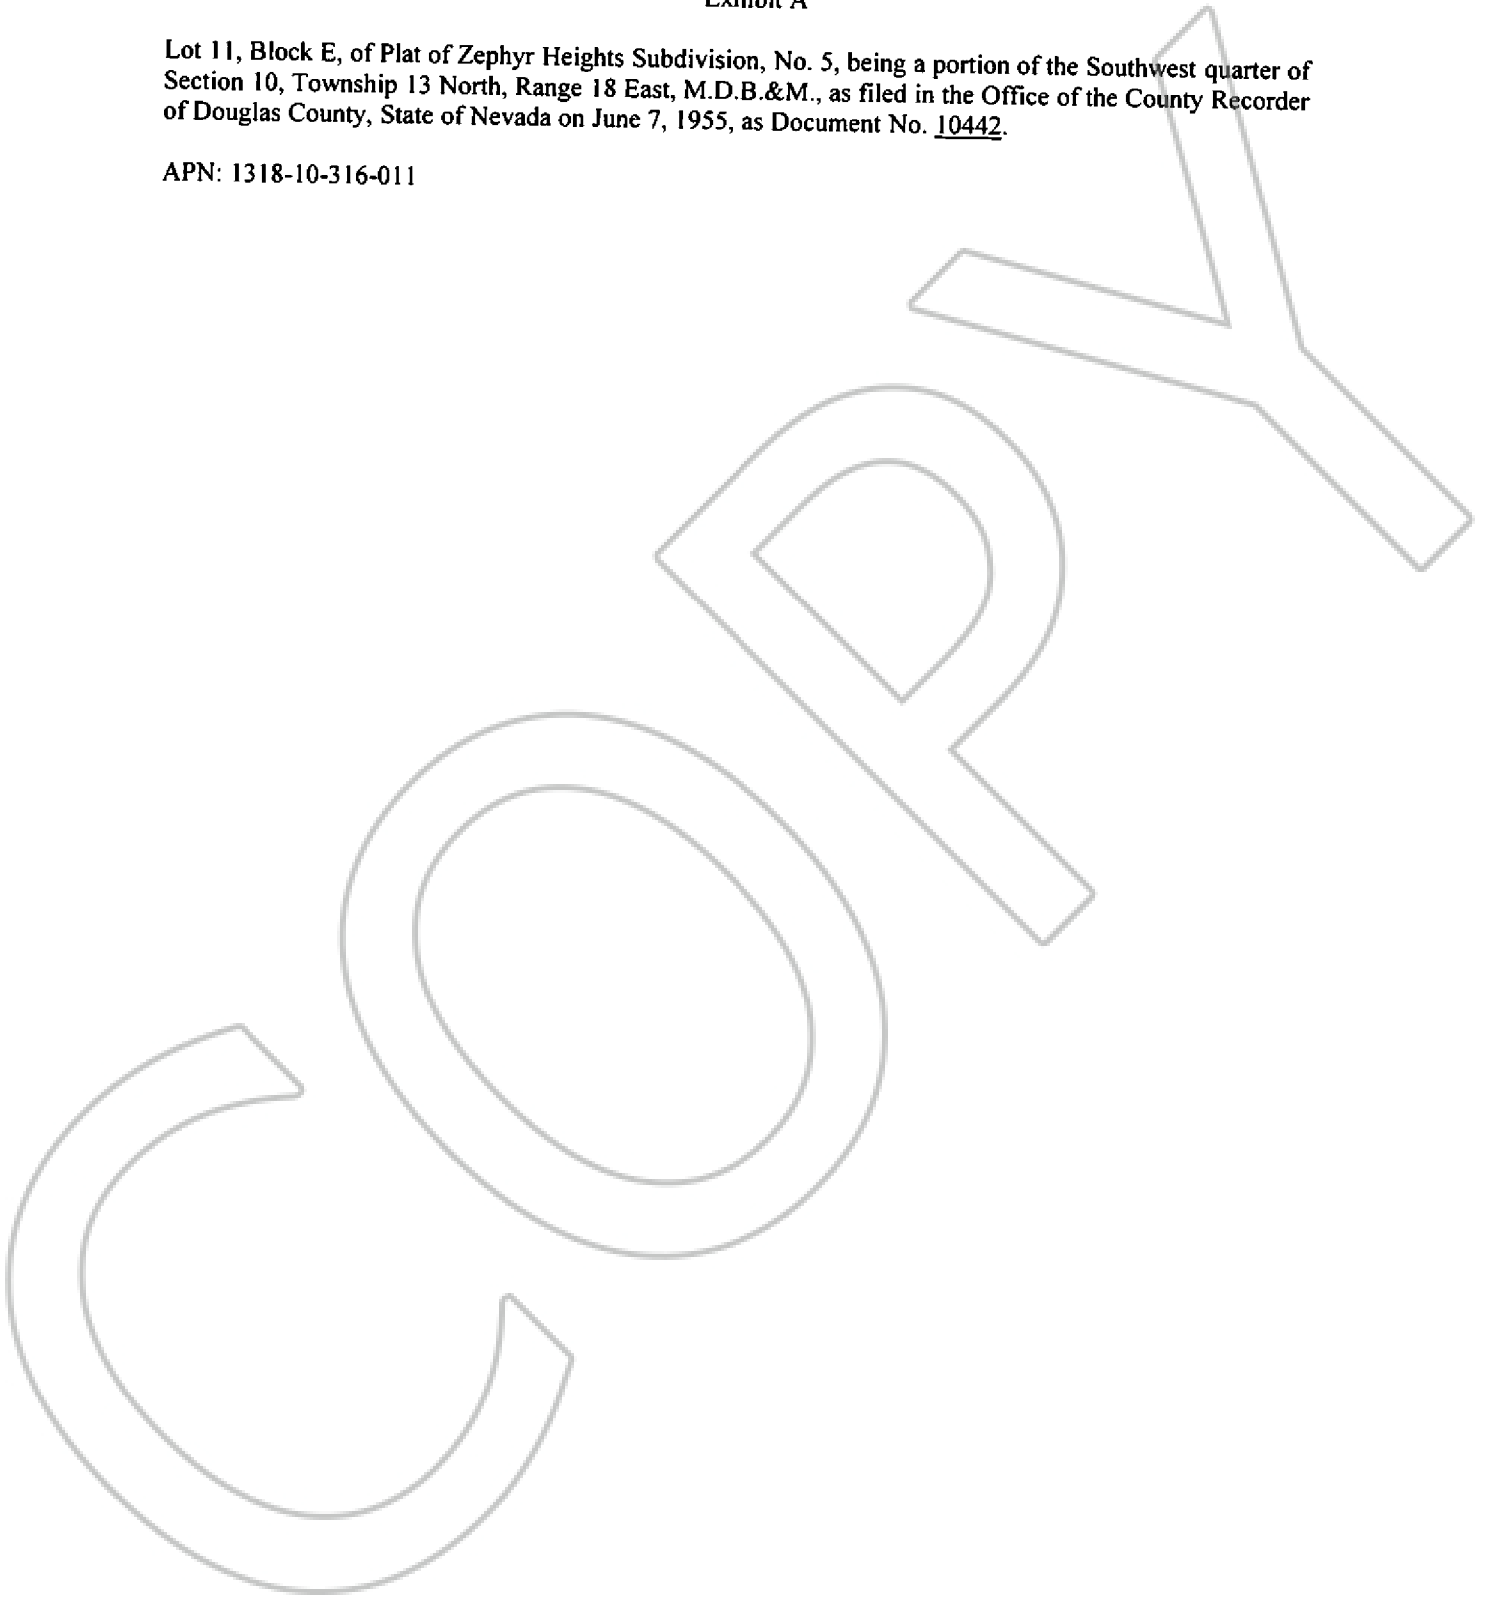 Exhibit A
Lot 11, Block E, of Plat of Zephyr Heights Subdivision, No. 5, being a portion of the Southwest quarter of
Section 10, Township 13 North, Range 18 East, M.D.B.&M., as filed in the Office of the County Recorder
of Douglas County, State of Nevada on June 7, 1955, as Document No. 10442.
APN: 1318-10-316-011
COPY